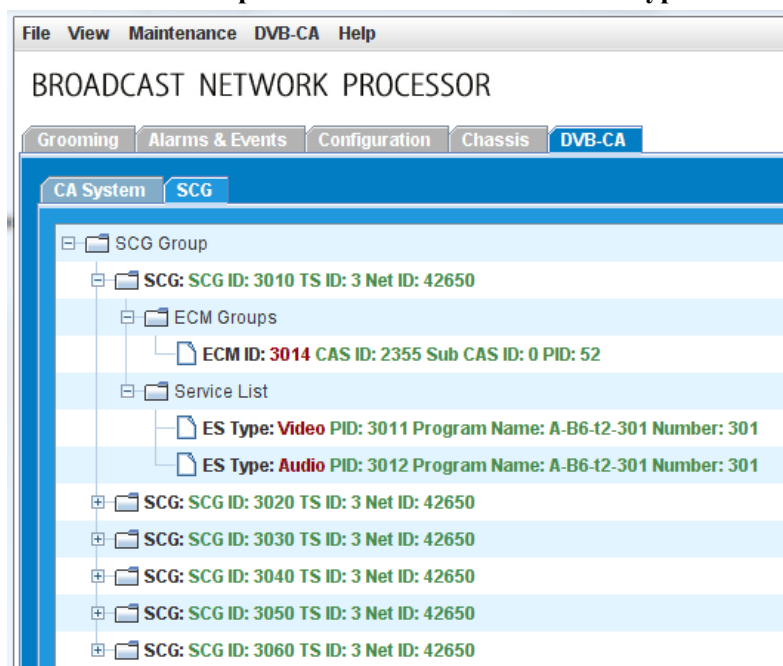 File View Maintenance DVB-CA Help
BROADCAST NETWORK PROCESSOR
Grooming Alarms & Events Configuration Chassis DVB-CA
CA System SCG
SCG Group
SCG: SCG ID: 3010 TS ID: 3 Net ID: 42650
ECM Groups
ECM ID: 3014 CAS ID: 2355 Sub CAS ID: 0 PID: 52
Service List
ES Type: Video PID: 3011 Program Name: A-B6-t2-301 Number: 301
ES Type: Audio PID: 3012 Program Name: A-B6-t2-301 Number: 301
SCG: SCG ID: 3020 TS ID: 3 Net ID: 42650
SCG: SCG ID: 3030 TS ID: 3 Net ID: 42650
SCG: SCG ID: 3040 TS ID: 3 Net ID: 42650
SCG: SCG ID: 3050 TS ID: 3 Net ID: 42650
SCG: SCG ID: 3060 TS ID: 3 Net ID: 42650